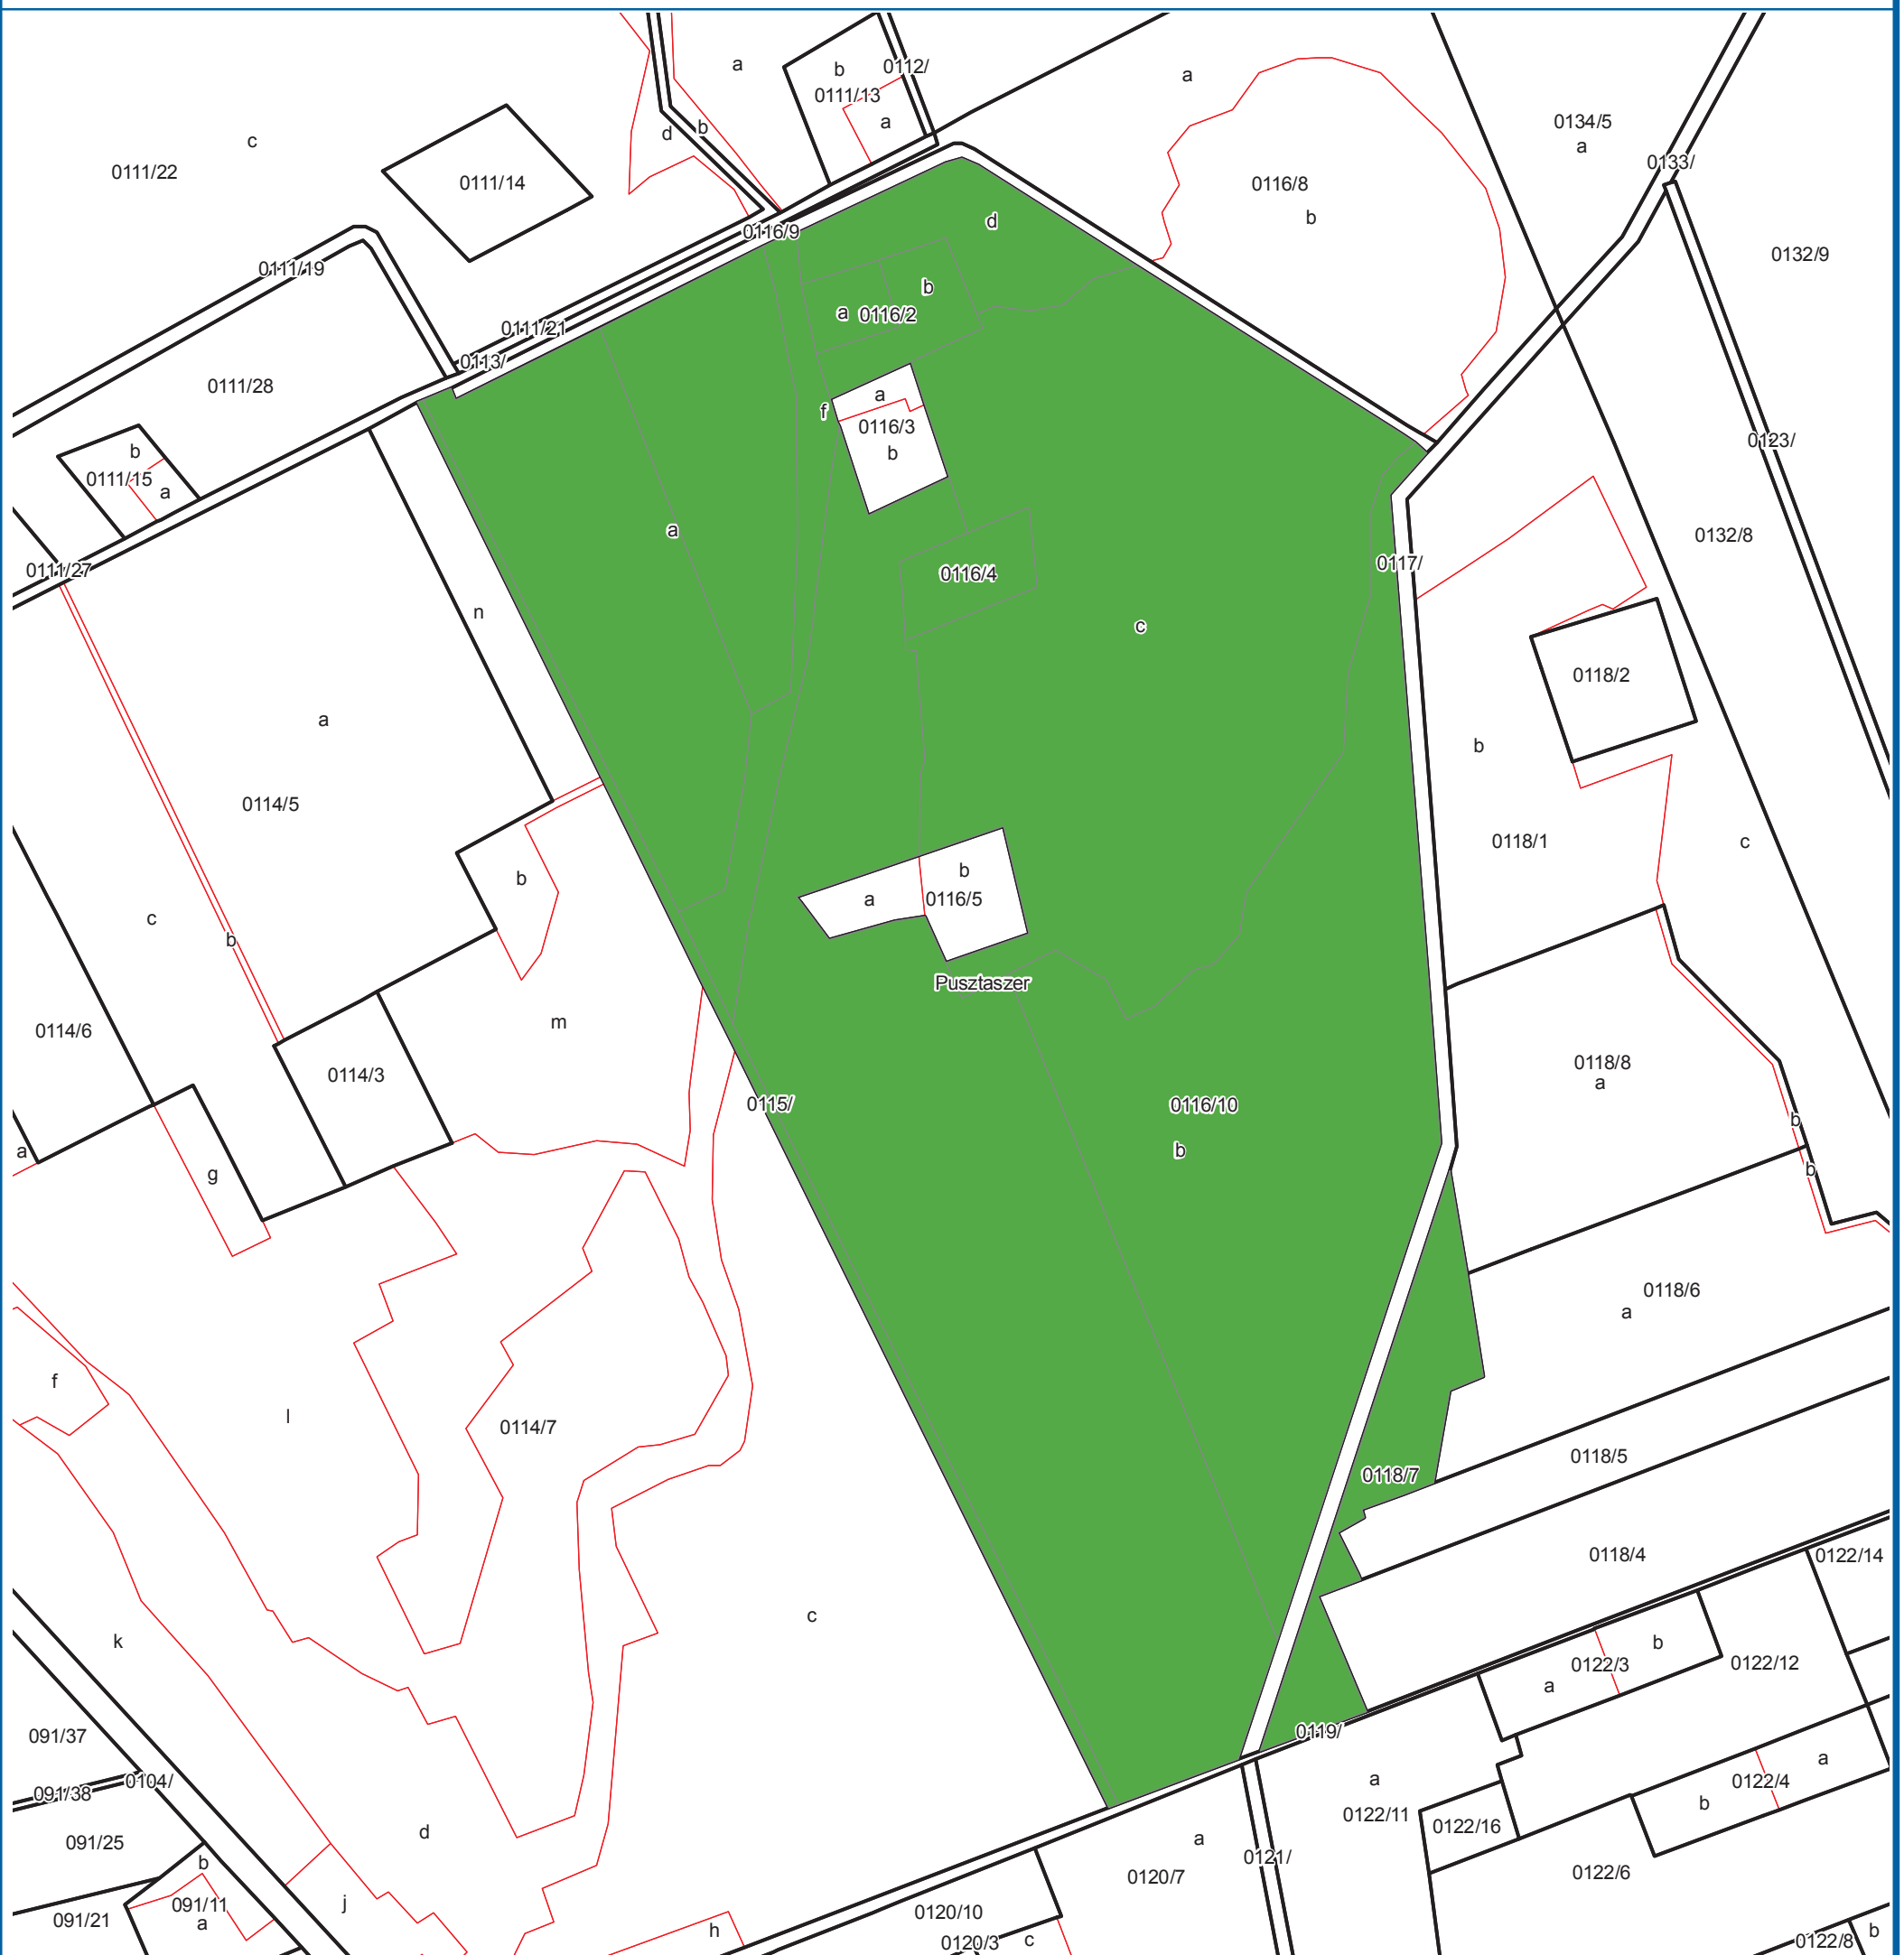 a
b
0112/
0111/13
a
a
0134/5
a
c
0111/22
0111/14
d
b
0133/
0116/8
b
0132/9
0116/9
d
0111/19
b
a
0116/2
0111/21
0113/
0111/28
a
f
0116/3
b
0123/
b
0111/15
a
a
0132/8
0111/27
0117/
0116/4
n
c
0118/2
a
b
0114/5
0118/1
c
b
b
a
0116/5
c
b
Pusztaszer
0114/6
m
0114/3
0118/8
a
0115/
0116/10
b
b
a
g
b
0118/6
a
f
l
0114/7
0118/5
0118/7
0118/4
0122/14
c
k
b
0122/3
a
0122/12
091/37
0119/
a
0104/
091/38
a
0122/4
b
0122/11
0122/16
d
a
091/25
b
0121/
0120/7
0122/6
j
091/11
a
091/21
0120/10
h
c
0120/3
b
0122/8